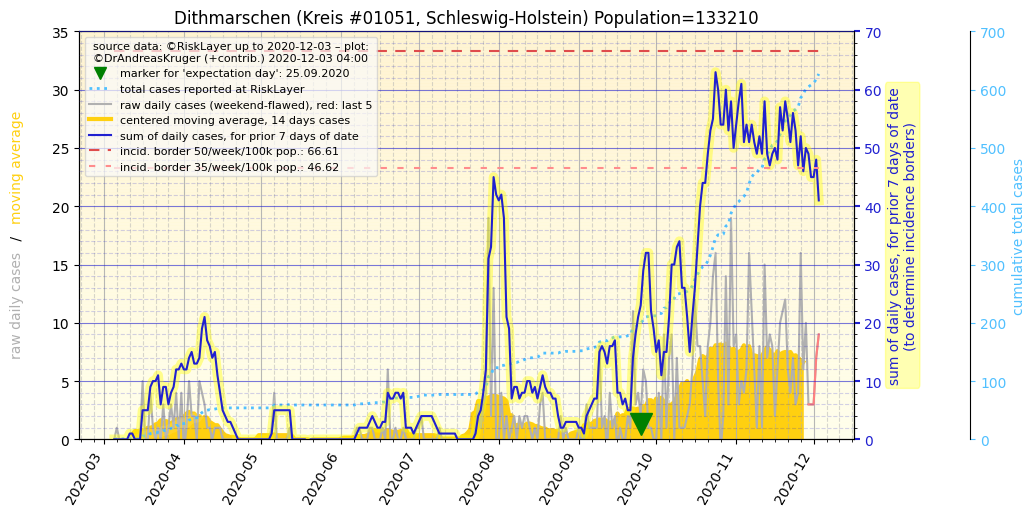 Dithmarschen (Kreis #01051, Schleswig-Holstein) Population=133210
source data: ©RiskLayer up to 2020-12-03 – plot:
©DrAndreasKruger (+contrib.) 2020-12-03 04:00
marker for 'expectation day': 25.09.2020
total cases reported at RiskLayer
raw daily cases (weekend-flawed), red: last 5
centered moving average, 14 days cases
sum of daily cases, for prior 7 days of date
incid. border 50/week/100k pop.: 66.61
incid. border 35/week/100k pop.: 46.62
raw daily cases / moving average
35
30
25
20
15
10
5
0
2020-03
2020-04
2020-05
2020-06
2020-07
2020-08
2020-09
2020-10
2020-11
2020-12
70
60
50
40
30
20
10
0
sum of daily cases, for prior 7 days of date
(to determine incidence borders)
700
600
500
400
300
200
100
0
cumulative total cases